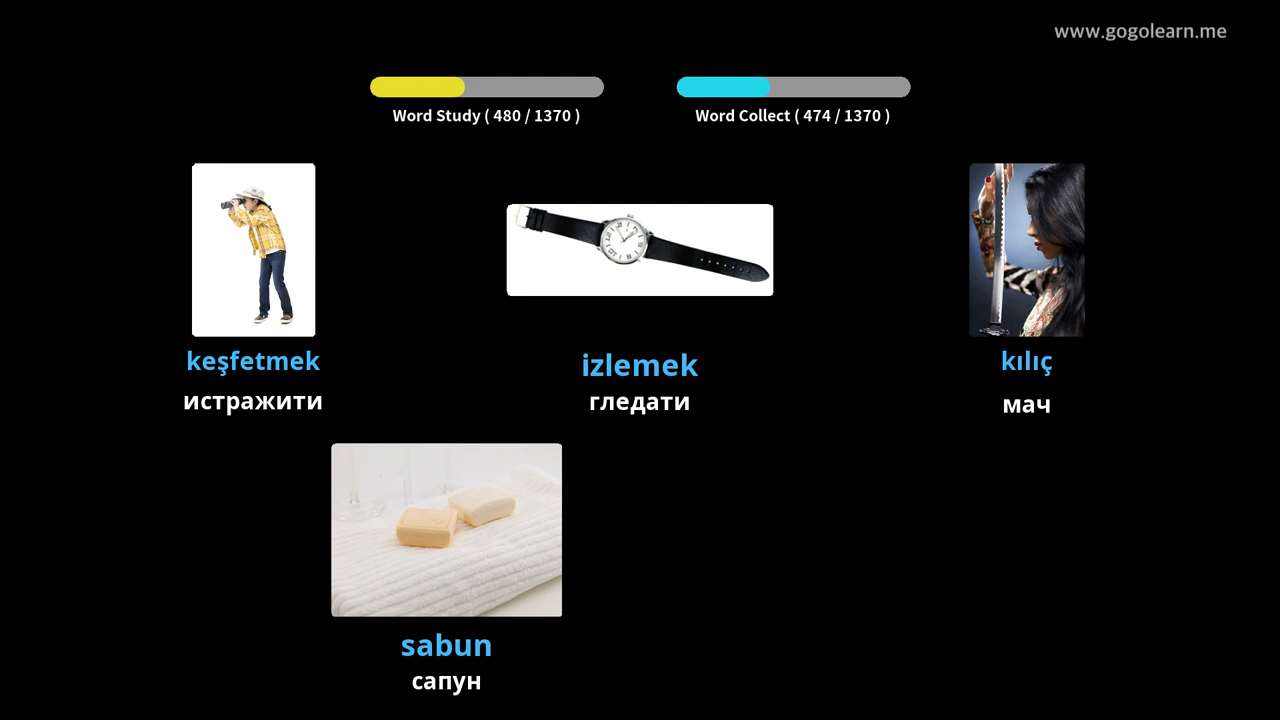 www.gogolearn.me
Word Study ( 480 / 1370 )
Word Collect ( 474 / 1370 )
keşfetmek
истражити
izlemek
гледати
kılıç
мач
sabun
сапун